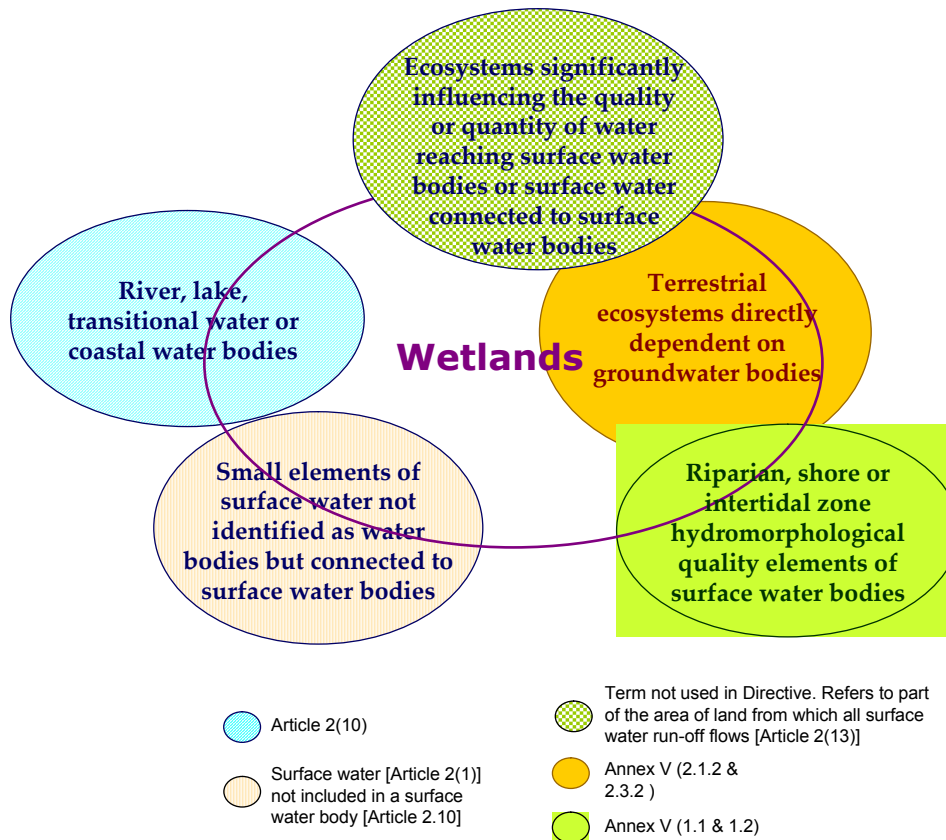 Ecosystems significantly
influencing the quality
or quantity of water
reaching surface water
bodies or surface water
connected to surface
water bodies
River, lake,
transitional water or
coastal water bodies
Wetlands
Terrestrial
ecosystems directly
dependent on
groundwater bodies
Small elements of
surface water not
identified as water
bodies but connected to
surface water bodies
Riparian, shore or
intertidal zone
hydromorphological
quality elements of
surface water bodies
Article 2(10)
Surface water [Article 2(1)]
not included in a surface
water body [Article 2.10]
Term not used in Directive. Refers to part
of the area of land from which all surface
water run-off flows [Article 2(13)]
Annex V (2.1.2 &
2.3.2 )
Annex V (1.1 & 1.2)